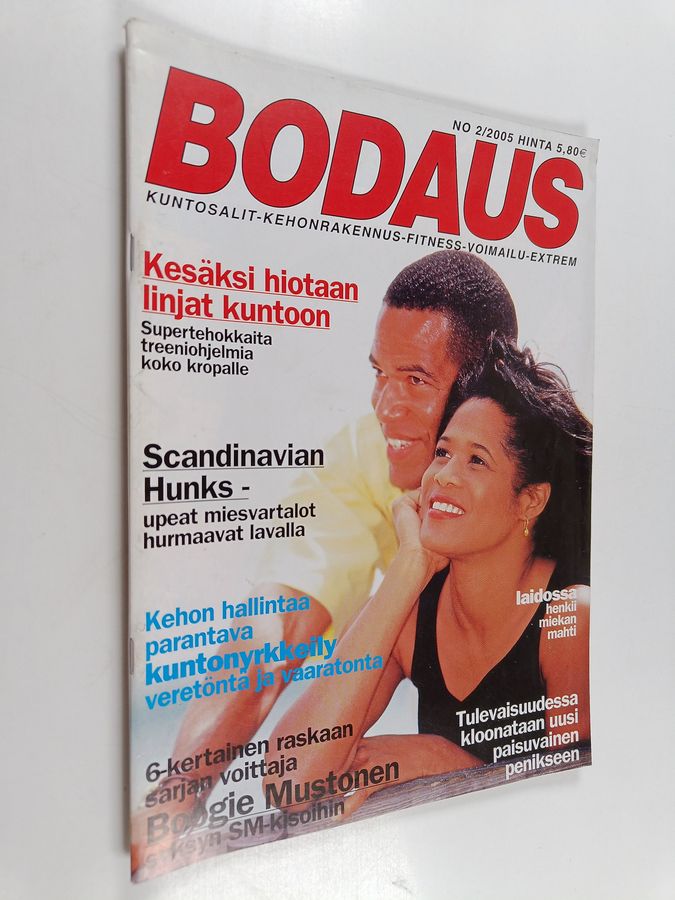 NO 2/2005 HINTA 5,80€
BODAUS
KUNTOSALIT-KEHONRAKENNUS-FITNESS-VOIMAILU-EXTREM
Kesäksi hiotaan
linjat kuntoon
Supertehokkaita
treeniohjelmia
koko kropalle
Scandinavian
Hunks -
upeat miesvartalot
hurmaavat lavalla
Kehon hallintaa
parantava
kuntonyrkkeily
veretöntä ja vaaratonta
6-kertainen raskaan
sarjan voittaja
Boogie Mustonen
syksyn SM-kisoihin
Iaidossa
henkii
miekan
mahti
Tulevaisuudessa
kloonataan uusi
paisuvainen
penikseen